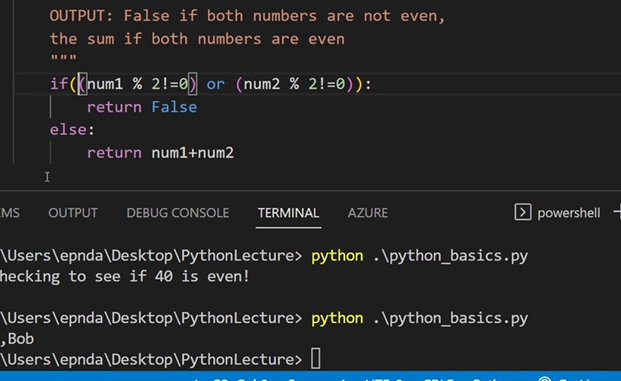 OUTPUT: False if both numbers are not even,
the sum if both numbers are even
"""
if((num1 % 2!=0) or (num2 % 2!=0)):
return False
else:
return num1+num2
MS OUTPUT DEBUG CONSOLE TERMINAL AZURE powershell
\Users\epnda\Desktop\PythonLecture> python .\python_basics.py
hecking to see if 40 is even!
\Users\epnda\Desktop\PythonLecture> python .\python_basics.py
,Bob
\Users\epnda\Desktop\PythonLecture>